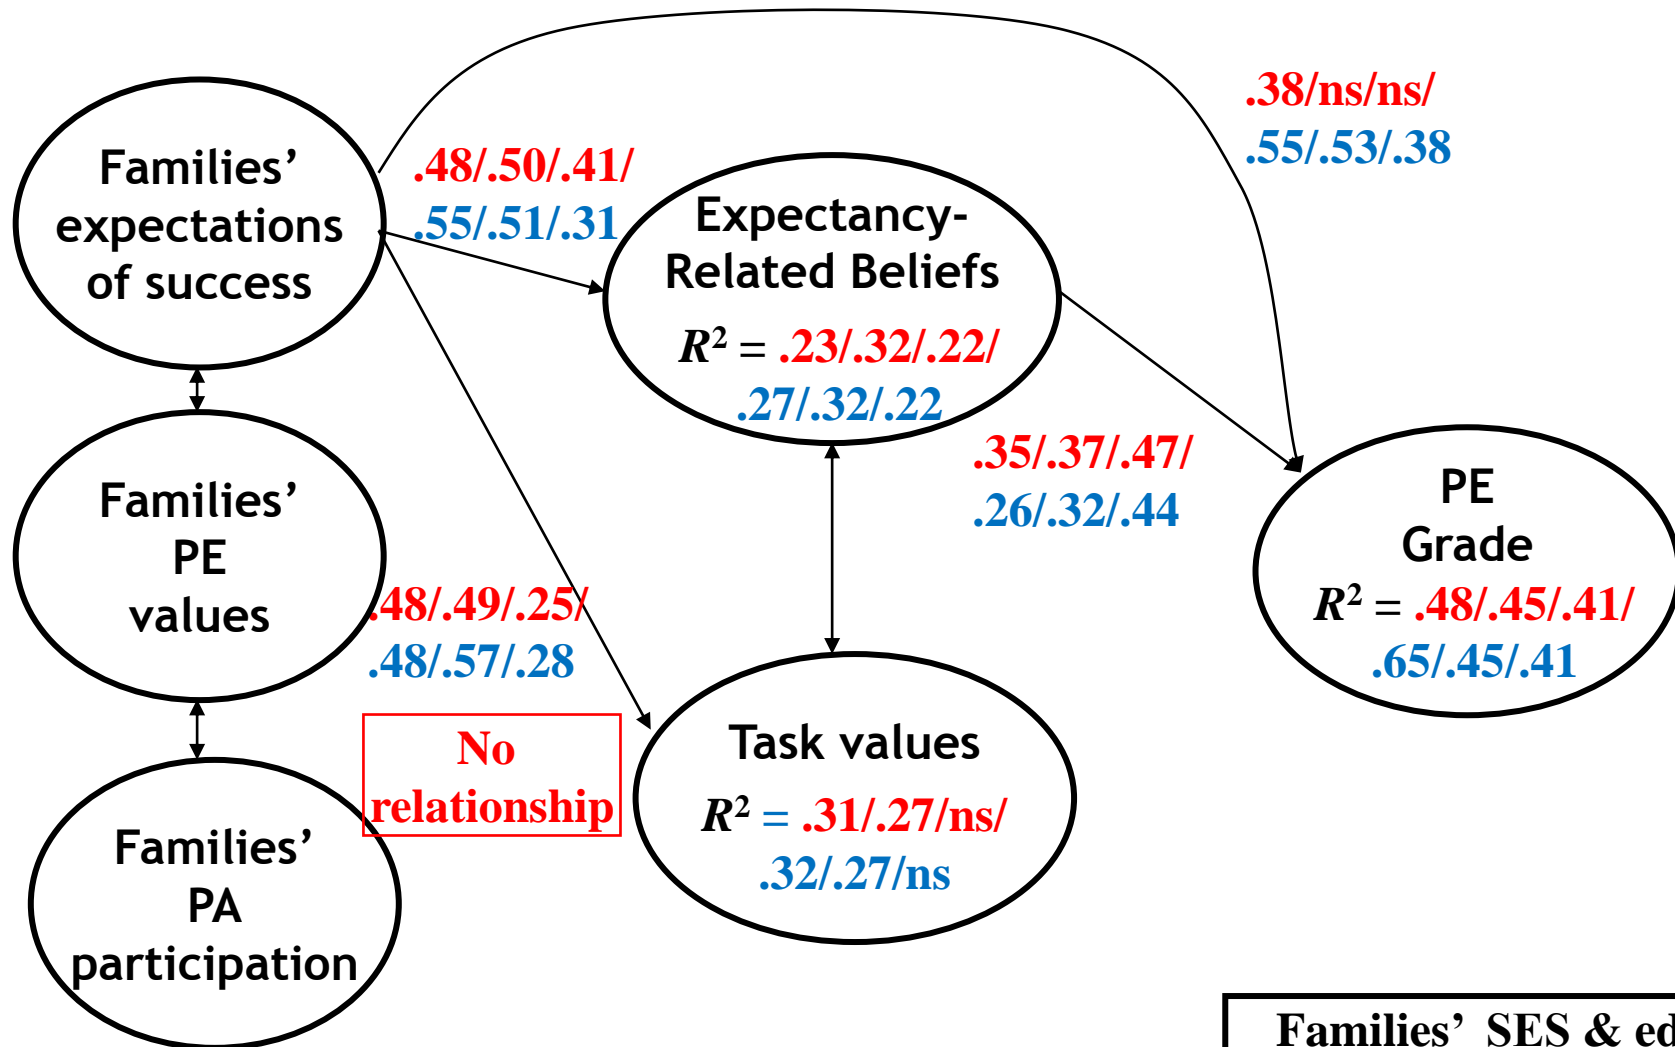 Families’
expectations
of success
.48/.50/.41/
.55/.51/.31
.38/ns/ns/
.55/.53/.38
Expectancy-
Related Beliefs
R² = .23/.32/.22/
.27/.32/.22
.35/.37/.47/
.26/.32/.44
PE
Grade
R² = .48/.45/.41/
.65/.45/.41
Families’
PE
values
.48/.49/.25/
.48/.57/.28
No
relationship
Task values
R² = .31/.27/ns/
.32/.27/ns
Families’
PA
participation
Families’ SES & ed